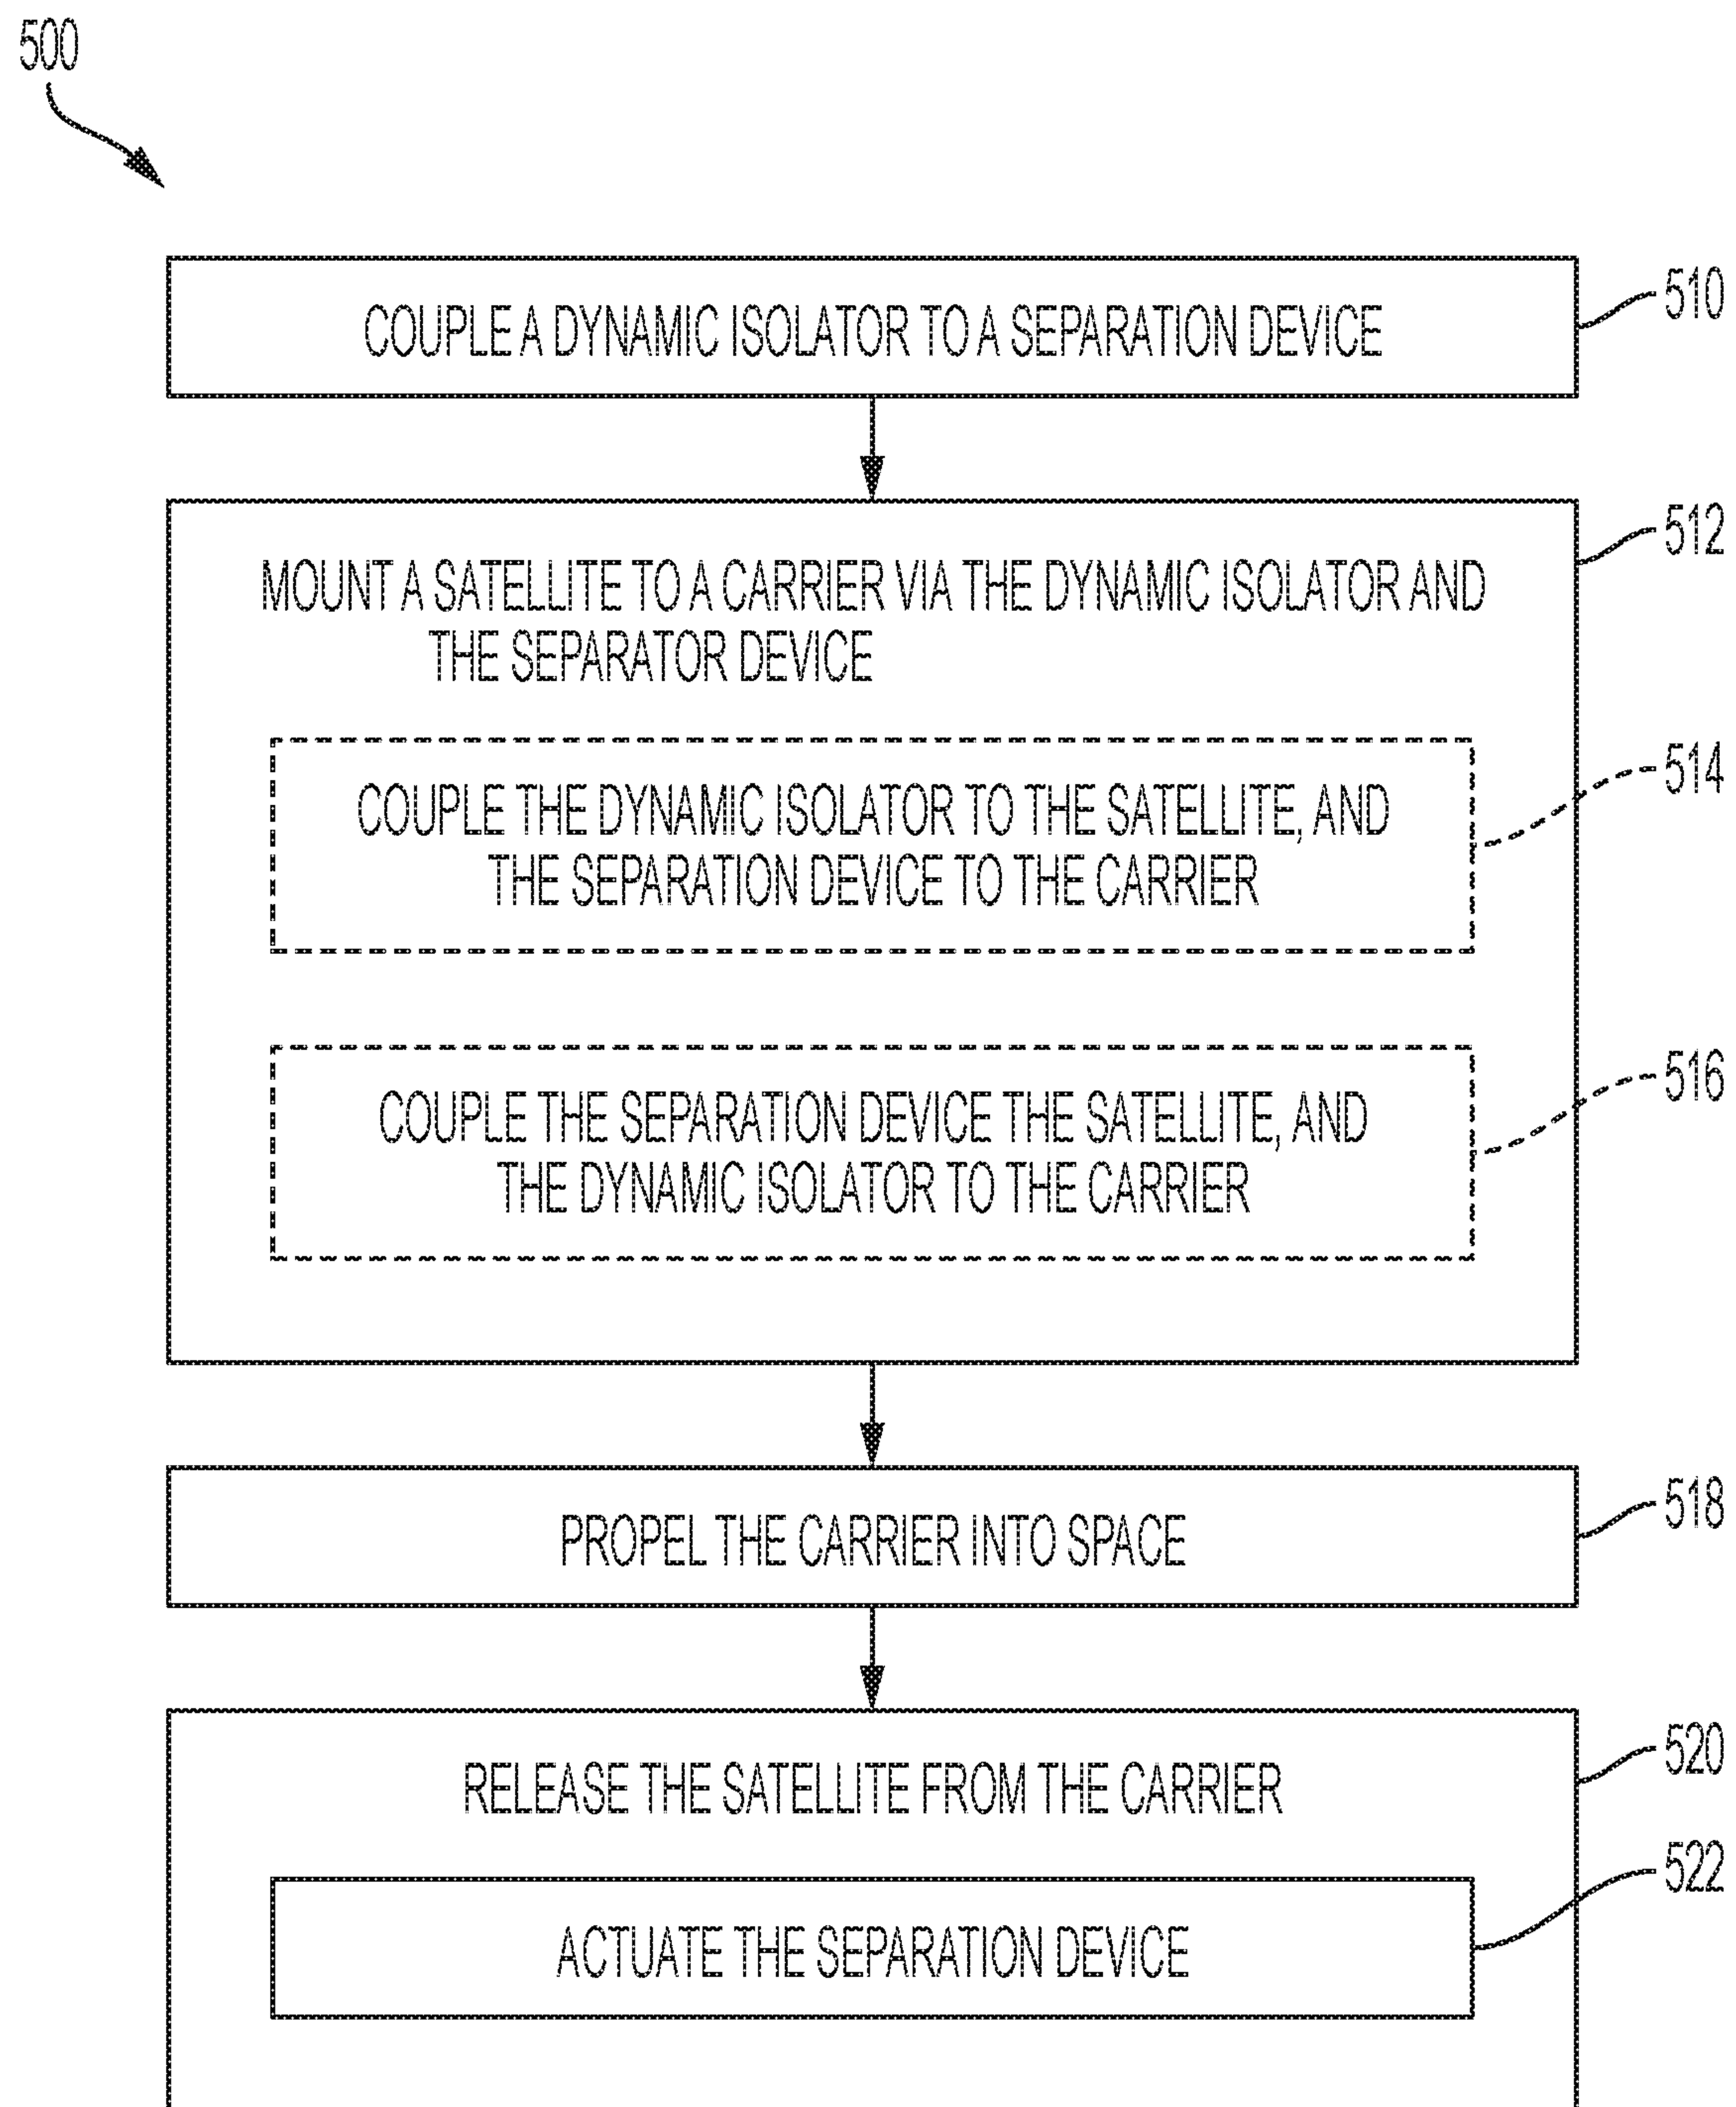 500
COUPLE A DYNAMIC ISOLATOR TO A SEPARATION DEVICE
510
512
MOUNT A SATELLITE TO A CARRIER VIA THE DYNAMIC ISOLATOR AND
THE SEPARATOR DEVICE
514
COUPLE THE DYNAMIC ISOLATOR TO THE SATELLITE, AND
THE SEPARATION DEVICE TO THE CARRIER
516
COUPLE THE SEPARATION DEVICE THE SATELLITE, AND
THE DYNAMIC ISOLATOR TO THE CARRIER
518
PROPEL THE CARRIER INTO SPACE
520
RELEASE THE SATELLITE FROM THE CARRIER
522
ACTUATE THE SEPARATION DEVICE